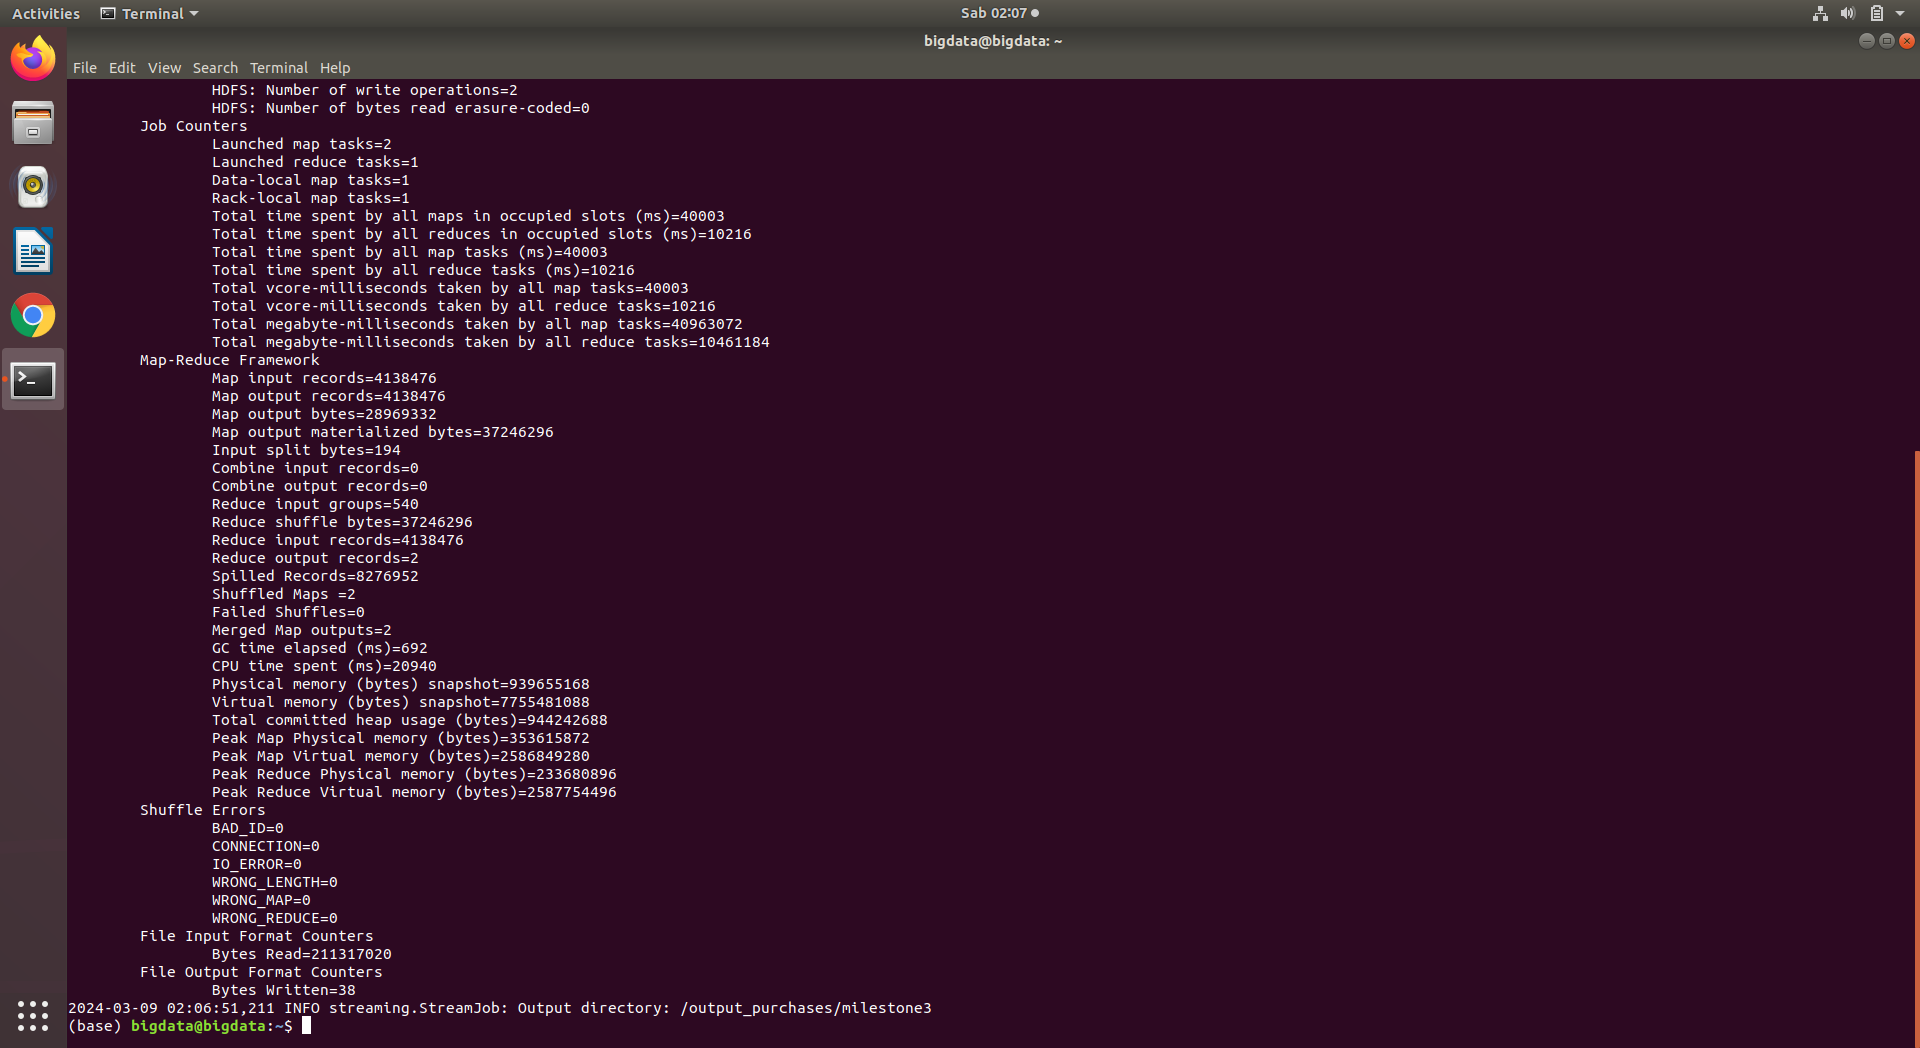 Activities Terminal Sab 02:07
bigdata@bigdata: ~
File Edit View Search Terminal Help
HDFS: Number of write operations=2
HDFS: Number of bytes read erasure-coded=0
Job Counters
Launched map tasks=2
Launched reduce tasks=1
Data-local map tasks=1
Rack-local map tasks=1
Total time spent by all maps in occupied slots (ms)=40003
Total time spent by all reduces in occupied slots (ms)=10216
Total time spent by all map tasks (ms)=40003
Total time spent by all reduce tasks (ms)=10216
Total vcore-milliseconds taken by all map tasks=40003
Total vcore-milliseconds taken by all reduce tasks=10216
Total megabyte-milliseconds taken by all map tasks=40963072
Total megabyte-milliseconds taken by all reduce tasks=10461184
Map-Reduce Framework
Map input records=4138476
Map output records=4138476
Map output bytes=28969332
Map output materialized bytes=37246296
Input split bytes=194
Combine input records=0
Combine output records=0
Reduce input groups=540
Reduce shuffle bytes=37246296
Reduce input records=4138476
Reduce output records=2
Spilled Records=8276952
Shuffled Maps =2
Failed Shuffles=0
Merged Map outputs=2
GC time elapsed (ms)=692
CPU time spent (ms)=20940
Physical memory (bytes) snapshot=939655168
Virtual memory (bytes) snapshot=7755481088
Total committed heap usage (bytes)=944242688
Peak Map Physical memory (bytes)=353615872
Peak Map Virtual memory (bytes)=2586849280
Peak Reduce Physical memory (bytes)=233680896
Peak Reduce Virtual memory (bytes)=2587754496
Shuffle Errors
BAD_ID=0
CONNECTION=0
IO_ERROR=0
WRONG_LENGTH=0
WRONG_MAP=0
WRONG_REDUCE=0
File Input Format Counters
Bytes Read=211317020
File Output Format Counters
Bytes Written=38
2024-03-09 02:06:51,211 INFO streaming.StreamJob: Output directory: /output_purchases/milestone3
(base) bigdata@bigdata:~$